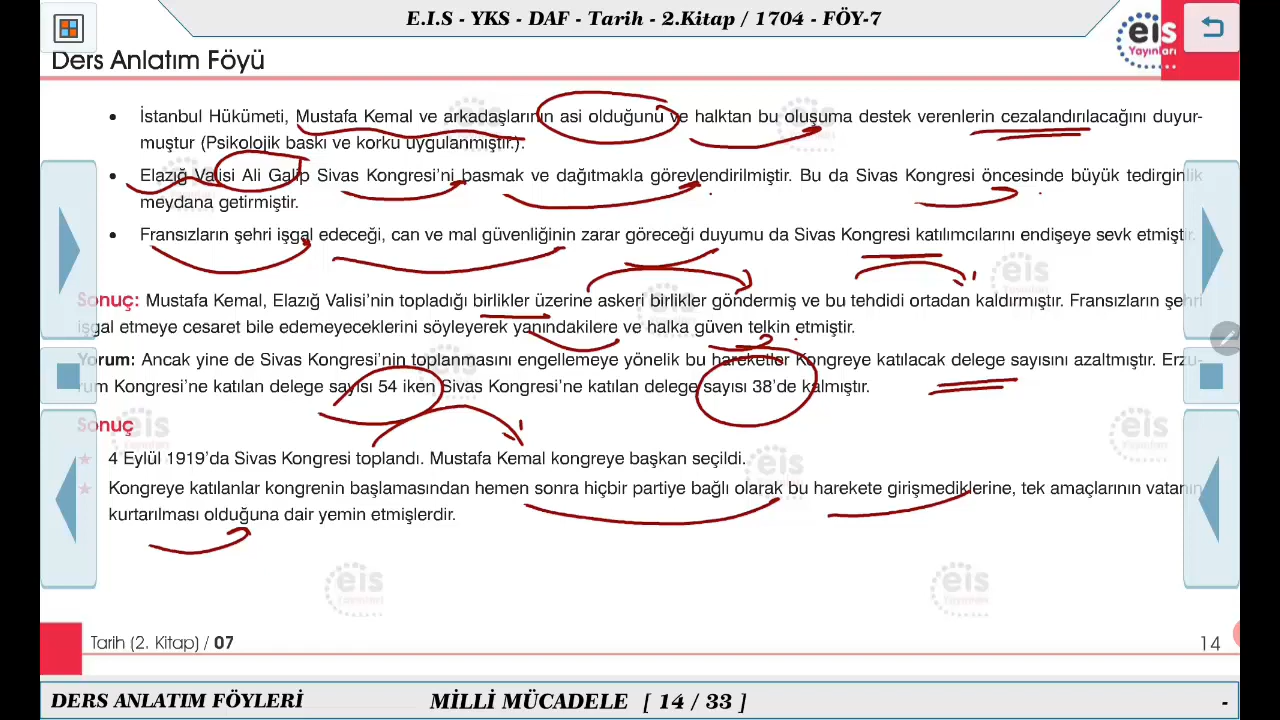 E.I.S - YKS - DAF - Tarih - 2.Kitap / 1704 - FÖY-7
eis
Yayınları
Ders Anlatım Föyü
• İstanbul Hükümeti, Mustafa Kemal ve arkadaşlarının asi olduğunu ve halktan bu oluşuma destek verenlerin cezalandırılacağını duyur-
muştur (Psikolojik baskı ve korku uygulanmıştır.).
• Elazığ Valisi Ali Galip Sivas Kongresi’ni basmak ve dağıtmakla görevlendirilmiştir. Bu da Sivas Kongresi öncesinde büyük tedirginlik
meydana getirmiştir.
• Fransızların şehri işgal edeceği, can ve mal güvenliğinin zarar göreceği duyumu da Sivas Kongresi katılımcılarını endişeye sevk etmiştir.
Sonuç: Mustafa Kemal, Elazığ Valisi’nin topladığı birlikler üzerine askeri birlikler göndermiş ve bu tehdidi ortadan kaldırmıştır. Fransızların şehri
işgal etmeye cesaret bile edemeyeceklerini söyleyerek yanındakilere ve halka güven telkin etmiştir.
Yorum: Ancak yine de Sivas Kongresi’nin toplanmasını engellemeye yönelik bu hareketler Kongreye katılacak delege sayısını azaltmıştır. Erzu-
rum Kongresi’ne katılan delege sayısı 54 iken Sivas Kongresi’ne katılan delege sayısı 38’de kalmıştır.
Sonuç
★ 4 Eylül 1919’da Sivas Kongresi toplandı. Mustafa Kemal kongreye başkan seçildi.
★ Kongreye katılanlar kongrenin başlamasından hemen sonra hiçbir partiye bağlı olarak bu harekete girişmediklerine, tek amaçlarının vatanın
kurtarılması olduğuna dair yemin etmişlerdir.
Tarih (2. Kitap) / 07
14
DERS ANLATIM FÖYLERİ
MİLLİ MÜCADELE [ 14 / 33 ]
-